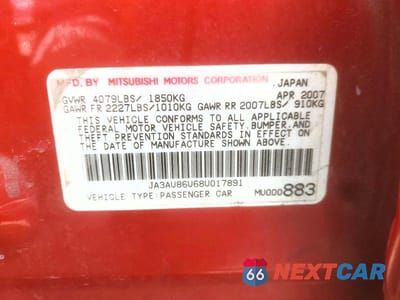 MFD. BY MITSUBISHI MOTORS CORPORATION, JAPAN
GVWR 4079LBS/ 1850KG APR 2007
GAWR FR 2227LBS/1010KG GAWR RR 2007LBS/ 910KG
THIS VEHICLE CONFORMS TO ALL APPLICABLE
FEDERAL MOTOR VEHICLE SAFETY, BUMPER, AND
THEFT PREVENTION STANDARDS IN EFFECT ON
THE DATE OF MANUFACTURE SHOWN ABOVE.
JA3AU86U68U017891
VEHICLE TYPE:PASSENGER CAR MU000883
66 NEXTCAR